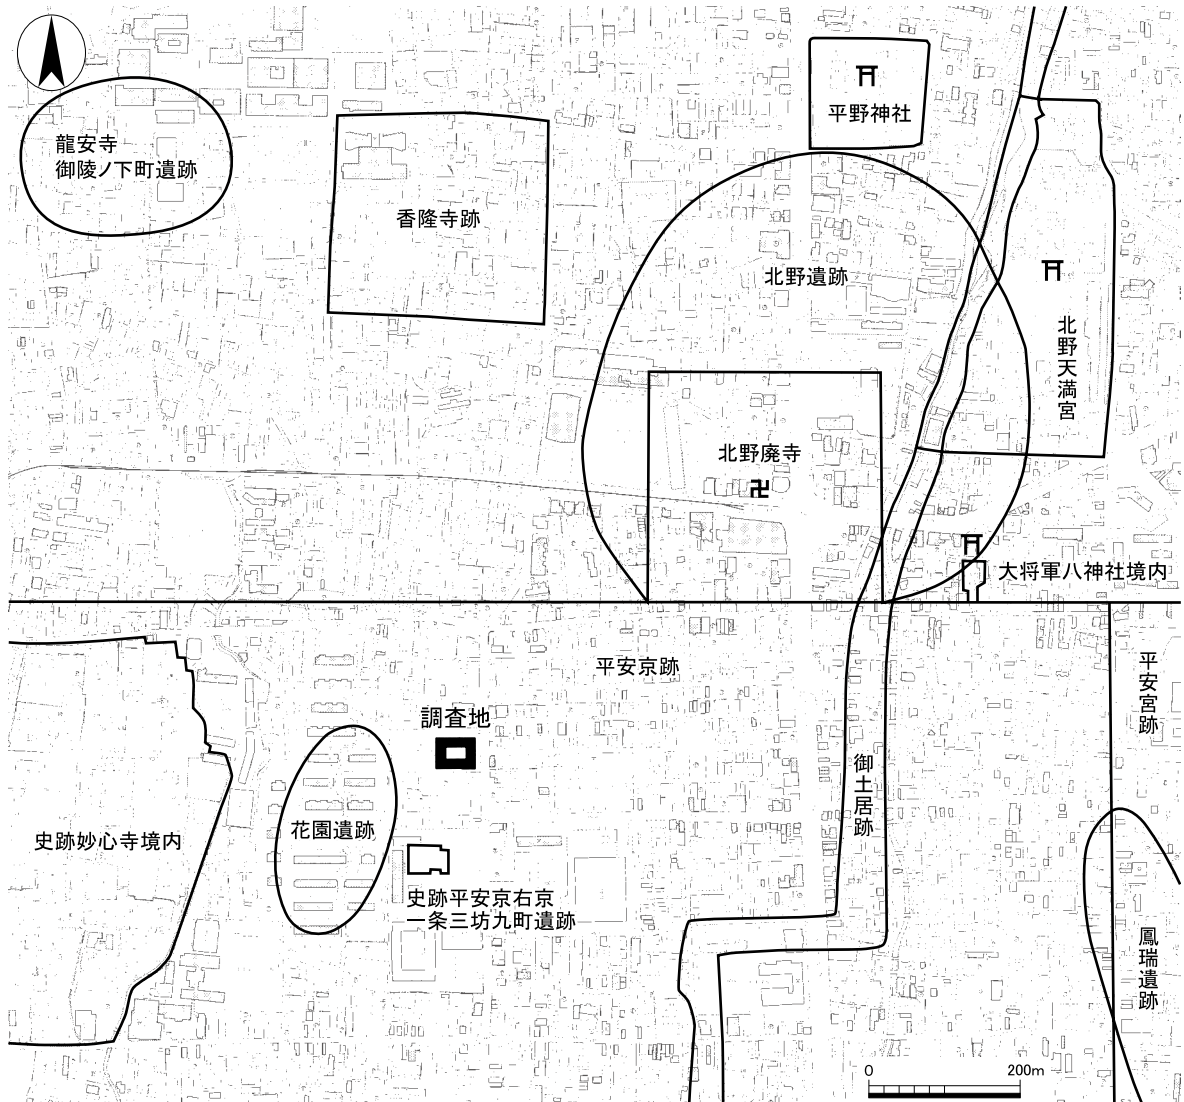 平野神社
龍安寺
御陵ノ下町遺跡
香隆寺跡
北野遺跡
北野天満宮
北野廃寺
卍
大将軍八神社境内
平安京跡
平安宮跡
調査地
御土居跡
花園遺跡
史跡妙心寺境内
史跡平安京右京
一条三坊九町遺跡
鳳瑞遺跡
0 200m